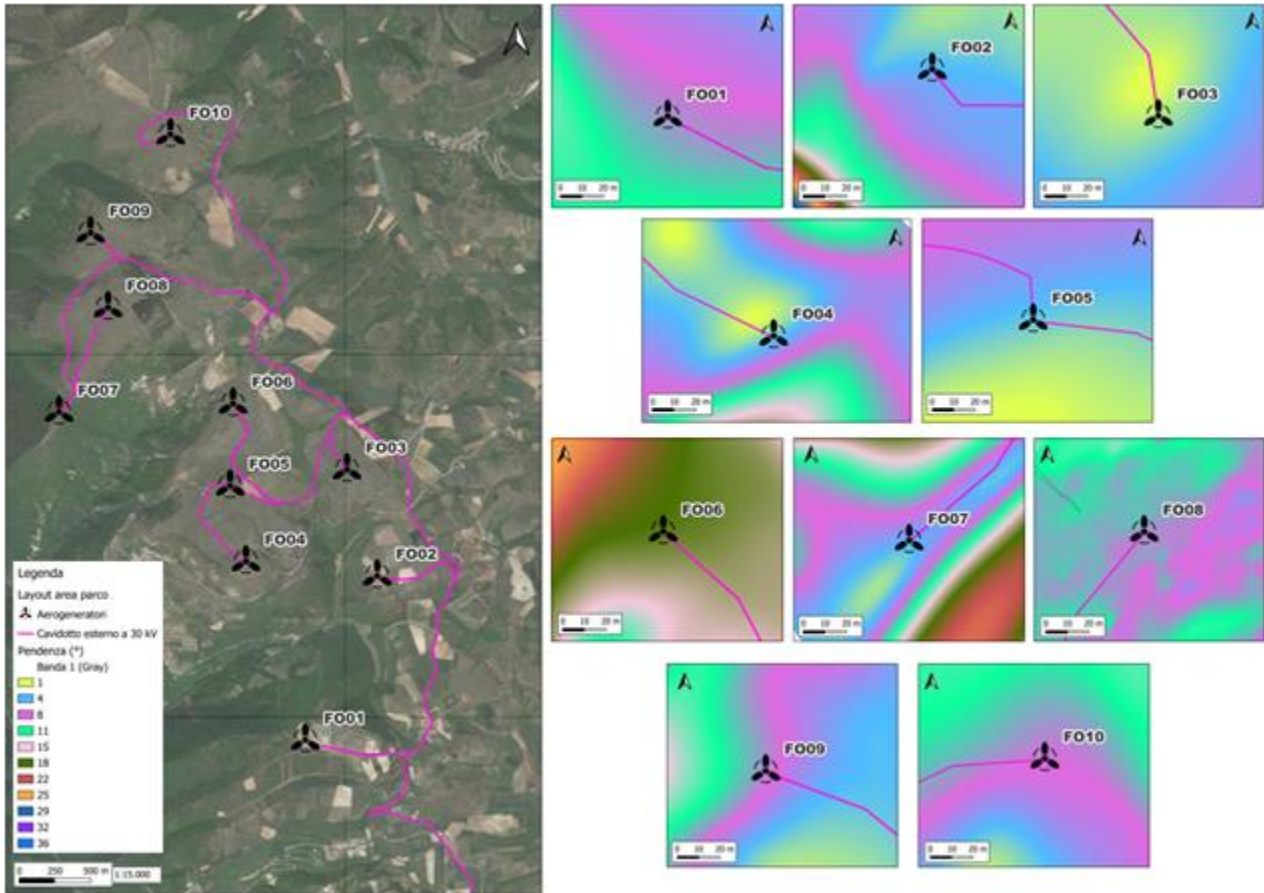 FO10
FO09
FO08
FO07
FO06
FO05
FO03
FO04
FO02
FO01
Legenda
Layout area parco
Aerogeneratori
Cavidotto esterno a 30 kV
Pendenza (°)
Banda 1 (Gray)
1
4
8
11
15
18
22
25
29
32
36
0 250 500 m 1:15.000
FO01
0 10 20 m
FO02
0 10 20 m
FO03
0 10 20 m
FO04
0 10 20 m
FO05
0 10 20 m
FO06
0 10 20 m
FO07
0 10 20 m
FO08
0 10 20 m
FO09
0 10 20 m
FO10
0 10 20 m